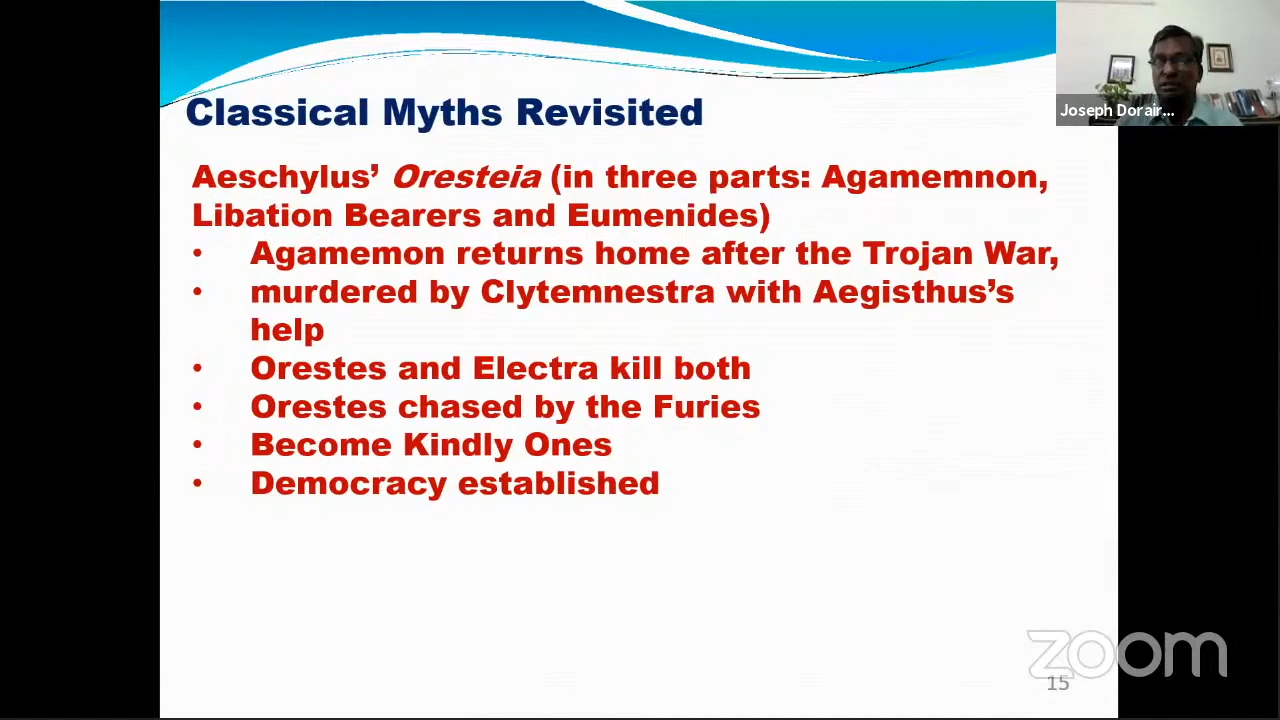 Classical Myths Revisited
Joseph Dorair...
Aeschylus’ Oresteia (in three parts: Agamemnon,
Libation Bearers and Eumenides)
• Agamemon returns home after the Trojan War,
• murdered by Clytemnestra with Aegisthus’s
help
• Orestes and Electra kill both
• Orestes chased by the Furies
• Become Kindly Ones
• Democracy established
zoom
15